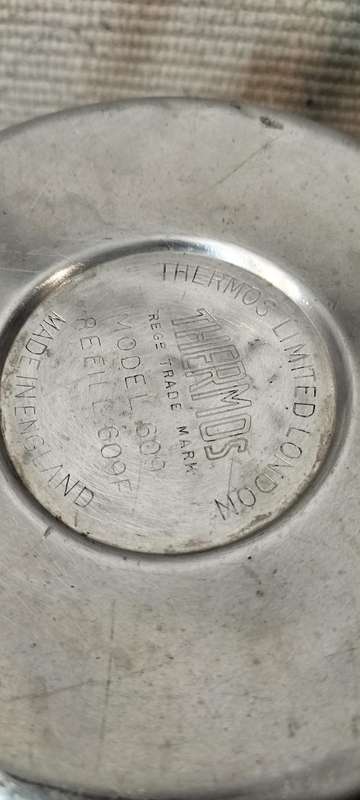 THERMOS LIMITED LONDON
THERMOS
REGD TRADE MARK
MODEL 609
REFILL 609F
MADE IN ENGLAND